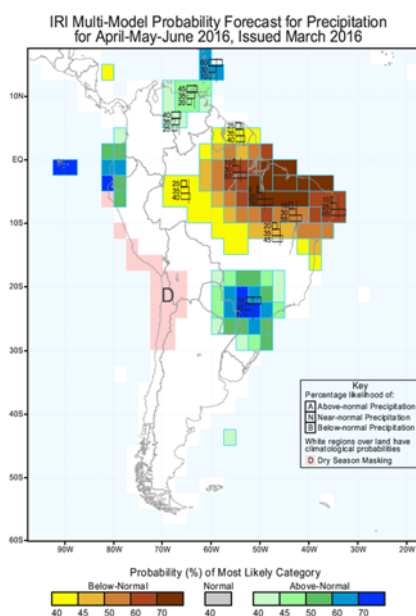 IRI Multi-Model Probability Forecast for Precipitation
for April-May-June 2016, Issued March 2016
10N
EQ
10S
20S
D
30S
40S
50S
60S
90W 80W 70W 60W 50W 40W
Key
Percentage likelihood of:
A Above-normal Precipitation
N Near-normal Precipitation
B Below-normal Precipitation
White regions over land have
climatological probabilities
D Dry Season Masking
Probability (%) of Most Likely Category
Below-Normal Normal Above-Normal
40 45 50 60 70 40 40 45 50 60 70